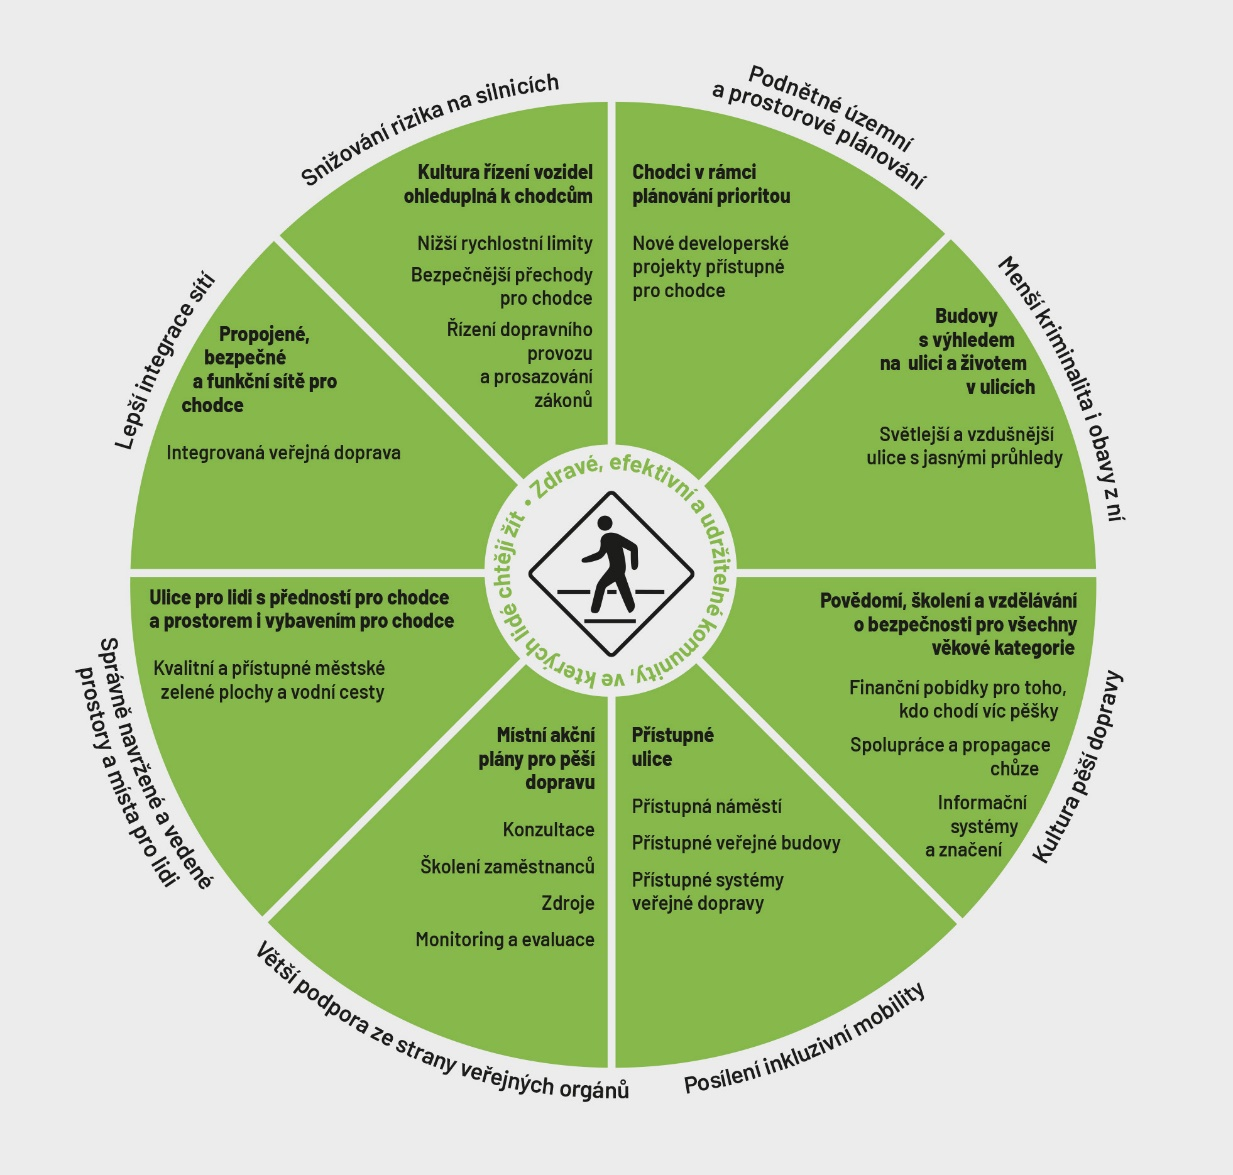 Snižování rizika na silnicích
Kultura řízení vozidel
ohleduplná k chodcům
Nižší rychlostní limity
Bezpečnější přechody
pro chodce
Řízení dopravního
provozu
a prosazování
zákonů
Podnětné územní
a prostorové plánování
Chodci v rámci
plánování prioritou
Nové developerské
projekty přístupné
pro chodce
Menší kriminalita i obavy z ní
Budovy
s výhledem
na ulici a životem
v ulicích
Světlejší a vzdušnější
ulice s jasnými průhledy
Kultura pěší dopravy
Povědomí, školení a vzdělávání
o bezpečnosti pro všechny
věkové kategorie
Finanční pobídky pro toho,
kdo chodí víc pěšky
Spolupráce a propagace
chůze
Informační
systémy
a značení
Posílení inkluzivní mobility
Přístupné
ulice
Přístupná náměstí
Přístupné veřejné budovy
Přístupné systémy
veřejné dopravy
Větší podpora ze strany veřejných orgánů
Místní akční
plány pro pěší
dopravu
Konzultace
Školení zaměstnanců
Zdroje
Monitoring a evaluace
Správně navržené a vedené
prostory a místa pro lidi
Ulice pro lidi s předností pro chodce
a prostorem i vybavením pro chodce
Kvalitní a přístupné městské
zelené plochy a vodní cesty
Lepší integrace sítí
Propojené,
bezpečné
a funkční sítě pro
chodce
Integrovaná veřejná doprava
Zdravé, efektivní a udržitelné komunity, ve kterých lidé chtějí žít •